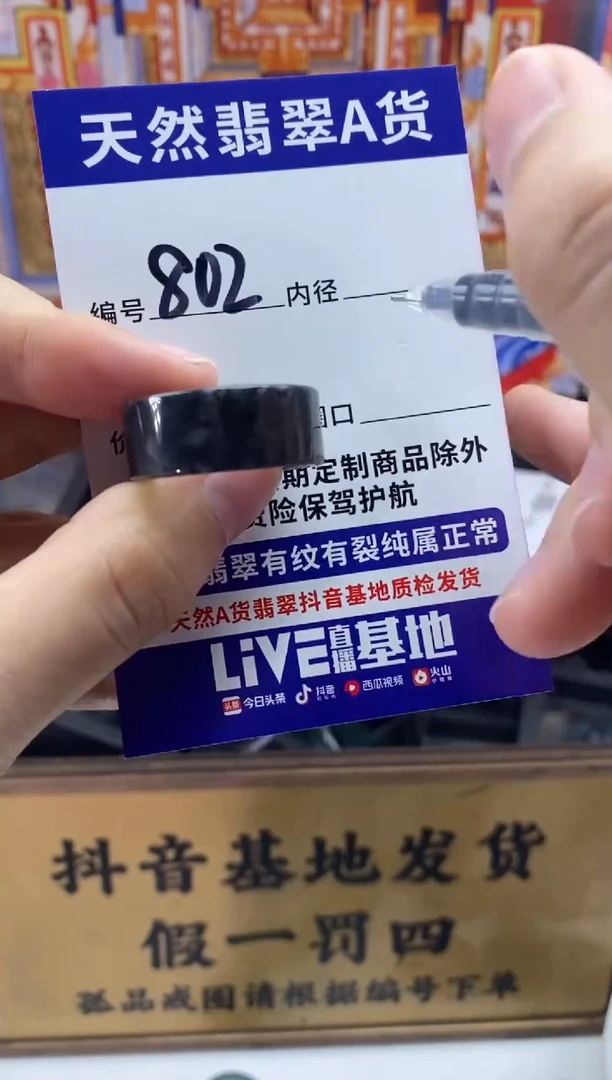 天然翡翠A货
编号 802 内径
口
期定制商品除外
险保驾护航
翡翠有纹有裂纯属正常
天然A货翡翠抖音基地质检发货
LiVE直播基地
头条 今日头条 抖音 西瓜视频 火山
抖音基地发货
假一罚四
孤品或圈请根据编号下单